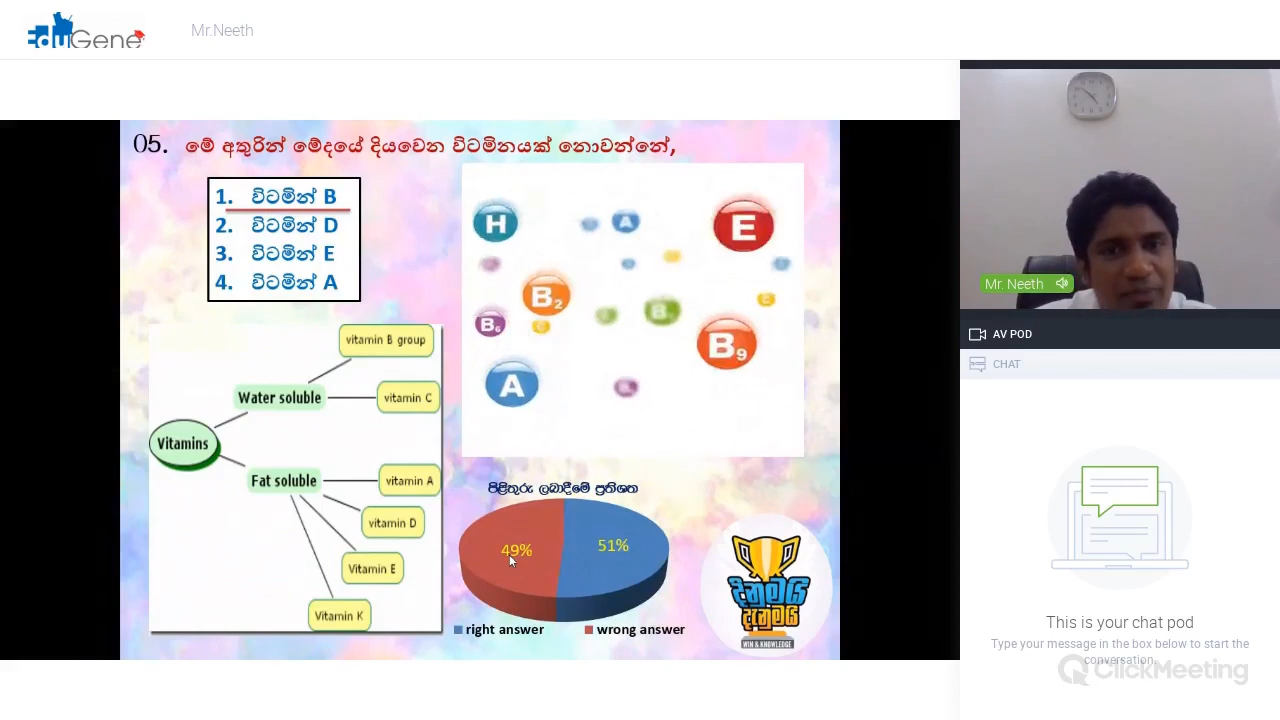 EduGene
Mr.Neeth
05. මේ අතුරින් මේදයේ දියවෙන විටමිනයක් නොවන්නේ,
1. විටමින් B
2. විටමින් D
3. විටමින් E
4. විටමින් A
H
A
E
B2
B6
B9
A
vitamin B group
Water soluble
vitamin C
Vitamins
Fat soluble
vitamin A
vitamin D
Vitamin E
Vitamin K
පිළිතුරු ලබාදීමේ ප්‍රතිශත
49%
51%
right answer
wrong answer
දිනුමයි
දැනුමයි
WIN & KNOWLEDGE
Mr. Neeth
AV POD
CHAT
This is your chat pod
Type your message in the box below to start the
conversation.
ClickMeeting